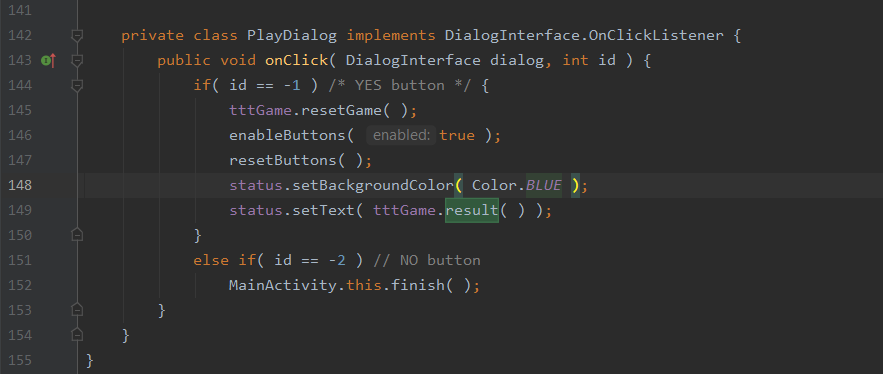 141
142 private class PlayDialog implements DialogInterface.OnClickListener {
143 public void onClick( DialogInterface dialog, int id ) {
144 if( id == -1 ) /* YES button */ {
145 tttGame.resetGame( );
146 enableButtons( enabled: true );
147 resetButtons( );
148 status.setBackgroundColor( Color.BLUE );
149 status.setText( tttGame.result( ) );
150 }
151 else if( id == -2 ) // NO button
152 MainActivity.this.finish( );
153 }
154 }
155 }